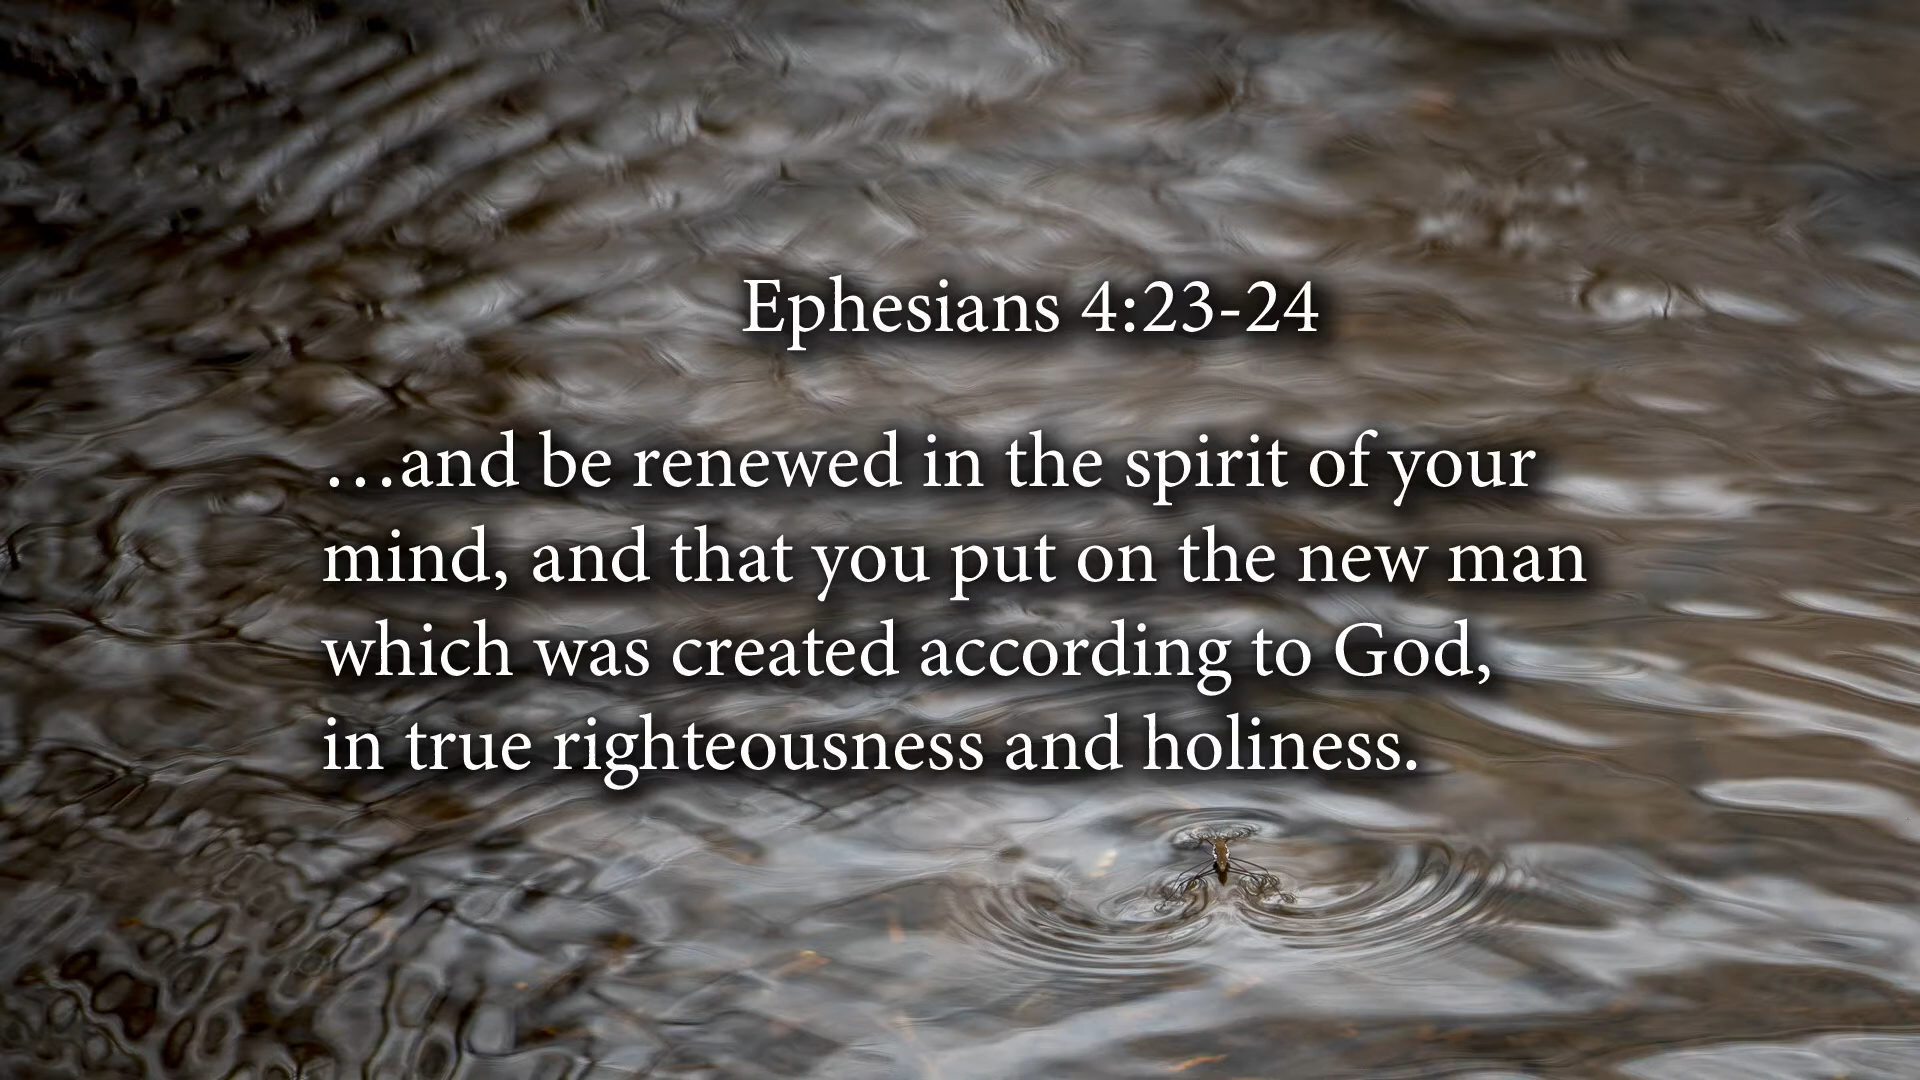 Ephesians 4:23-24
…and be renewed in the spirit of your
mind, and that you put on the new man
which was created according to God,
in true righteousness and holiness.